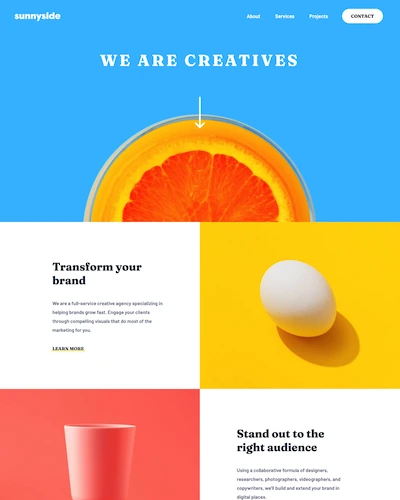 sunnyside
About
Services
Projects
CONTACT
WE ARE CREATIVES
Transform your
brand
We are a full-service creative agency specializing in
helping brands grow fast. Engage your clients
through compelling visuals that do most of the
marketing for you.
LEARN MORE
Stand out to the
right audience
Using a collaborative formula of designers,
researchers, photographers, videographers, and
copywriters, we'll build and extend your brand in
digital places.